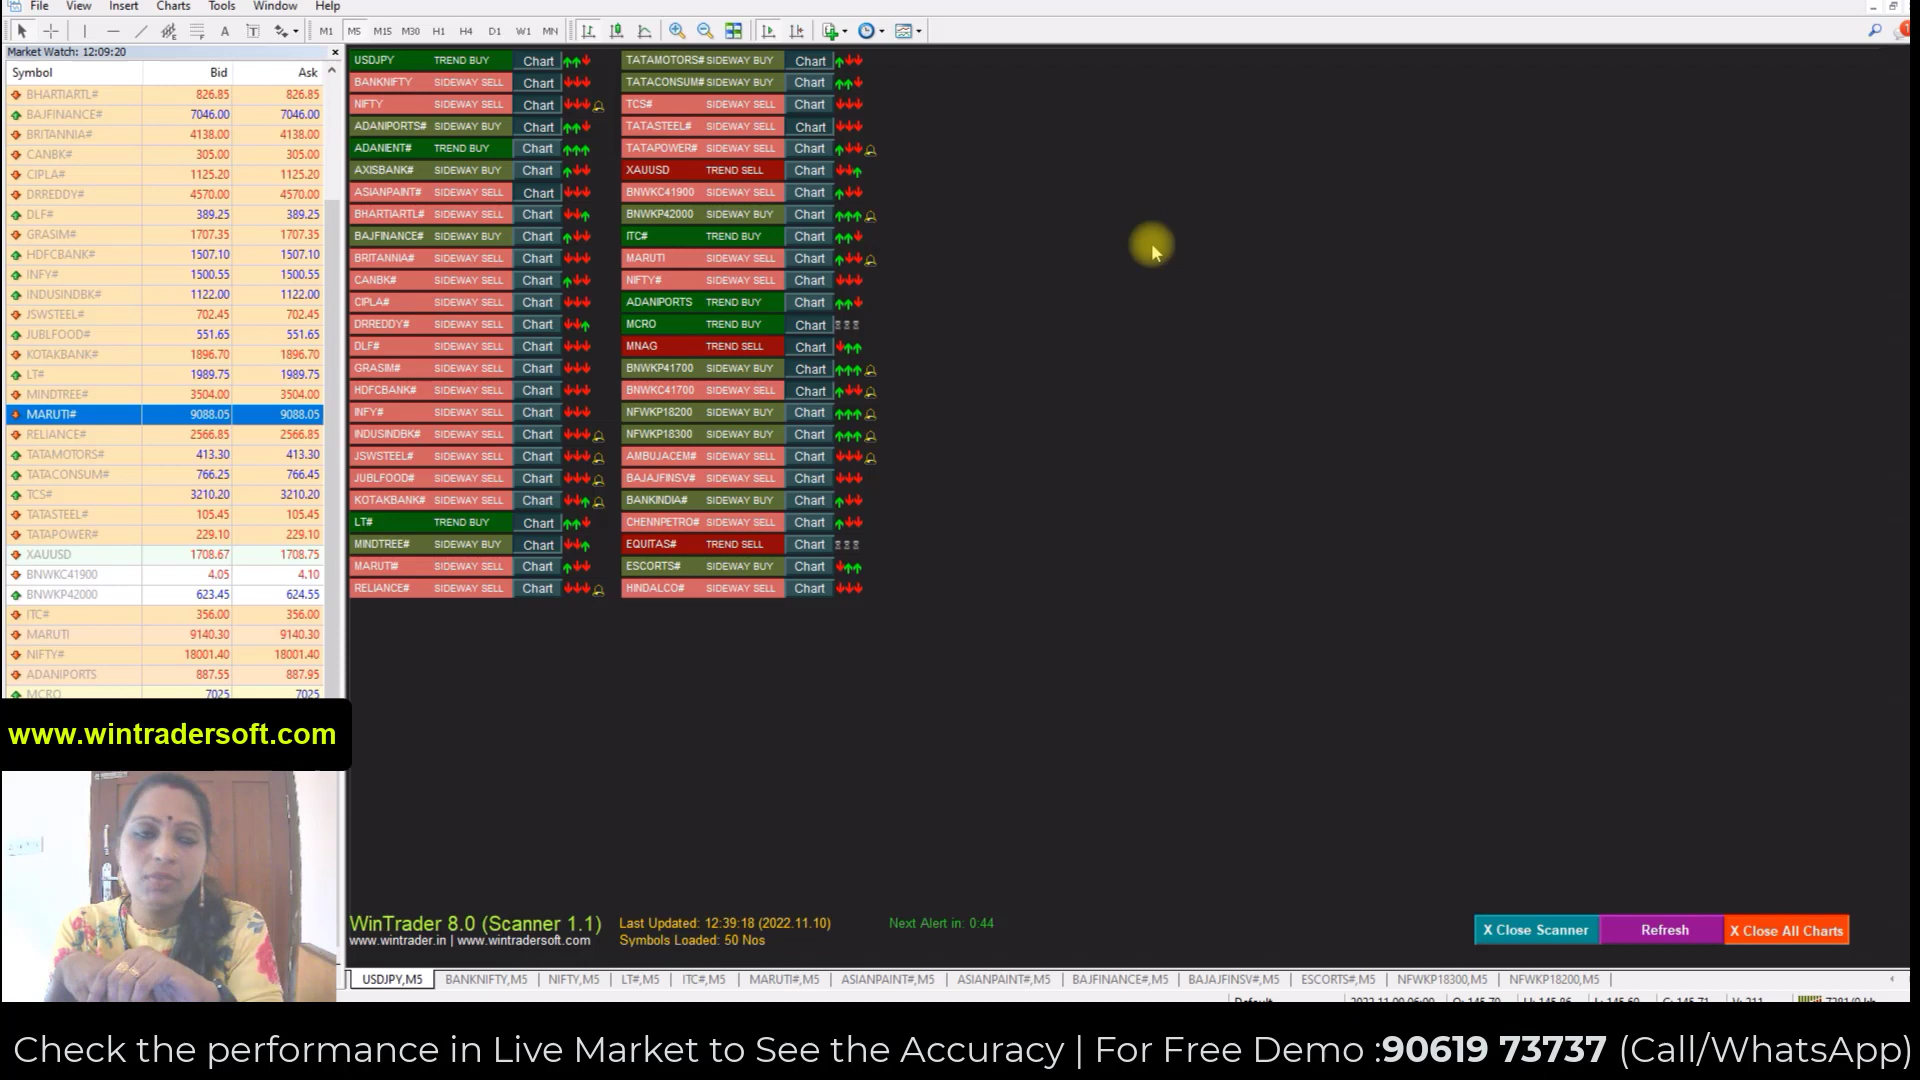 File View Insert Charts Tools Window Help
M1 M5 M15 M30 H1 H4 D1 W1 MN
Market Watch: 12:09:20
Symbol Bid Ask
BHARTIARTL# 826.85 826.85
BAJFINANCE# 7046.00 7046.00
BRITANNIA# 4138.00 4138.00
CANBK# 305.00 305.00
CIPLA# 1125.20 1125.20
DRREDDY# 4570.00 4570.00
DLF# 389.25 389.25
GRASIM# 1707.35 1707.35
HDFCBANK# 1507.10 1507.10
INFY# 1500.55 1500.55
INDUSINDBK# 1122.00 1122.00
JSWSTEEL# 702.45 702.45
JUBLFOOD# 551.65 551.65
KOTAKBANK# 1896.70 1896.70
LT# 1989.75 1989.75
MINDTREE# 3504.00 3504.00
MARUTI# 9088.05 9088.05
RELIANCE# 2566.85 2566.85
TATAMOTORS# 413.30 413.30
TATACONSUM# 766.25 766.45
TCS# 3210.20 3210.20
TATASTEEL# 105.45 105.45
TATAPOWER# 229.10 229.10
XAUUSD 1708.67 1708.75
BNWKC41900 4.05 4.10
BNWKP42000 623.45 624.55
ITC# 356.00 356.00
MARUTI 9140.30 9140.30
NIFTY# 18001.40 18001.40
ADANIPORTS 887.55 887.95
MCRO 7025 7025
www.wintradersoft.com
USDJPY TREND BUY Chart
BANKNIFTY SIDEWAY SELL Chart
NIFTY SIDEWAY SELL Chart
ADANIPORTS# SIDEWAY BUY Chart
ADANIENT# TREND BUY Chart
AXISBANK# SIDEWAY BUY Chart
ASIANPAINT# SIDEWAY SELL Chart
BHARTIARTL# SIDEWAY SELL Chart
BAJFINANCE# SIDEWAY BUY Chart
BRITANNIA# SIDEWAY SELL Chart
CANBK# SIDEWAY SELL Chart
CIPLA# SIDEWAY SELL Chart
DRREDDY# SIDEWAY SELL Chart
DLF# SIDEWAY SELL Chart
GRASIM# SIDEWAY SELL Chart
HDFCBANK# SIDEWAY SELL Chart
INFY# SIDEWAY SELL Chart
INDUSINDBK# SIDEWAY SELL Chart
JSWSTEEL# SIDEWAY SELL Chart
JUBLFOOD# SIDEWAY SELL Chart
KOTAKBANK# SIDEWAY SELL Chart
LT# TREND BUY Chart
MINDTREE# SIDEWAY BUY Chart
MARUTI# SIDEWAY SELL Chart
RELIANCE# SIDEWAY SELL Chart
TATAMOTORS# SIDEWAY BUY Chart
TATACONSUM# SIDEWAY BUY Chart
TCS# SIDEWAY SELL Chart
TATASTEEL# SIDEWAY SELL Chart
TATAPOWER# SIDEWAY SELL Chart
XAUUSD TREND SELL Chart
BNWKC41900 SIDEWAY SELL Chart
BNWKP42000 SIDEWAY BUY Chart
ITC# TREND BUY Chart
MARUTI SIDEWAY SELL Chart
NIFTY# SIDEWAY SELL Chart
ADANIPORTS TREND BUY Chart
MCRO TREND BUY Chart
MNAG TREND SELL Chart
BNWKP41700 SIDEWAY BUY Chart
BNWKC41700 SIDEWAY SELL Chart
NFWKP18200 SIDEWAY BUY Chart
NFWKP18300 SIDEWAY BUY Chart
AMBUJACEM# SIDEWAY SELL Chart
BAJAJFINSV# SIDEWAY SELL Chart
BANKINDIA# SIDEWAY BUY Chart
CHENNPETRO# SIDEWAY SELL Chart
EQUITAS# TREND SELL Chart
ESCORTS# SIDEWAY BUY Chart
HINDALCO# SIDEWAY SELL Chart
WinTrader 8.0 (Scanner 1.1) Last Updated: 12:39:18 (2022.11.10) Next Alert in: 0:44
www.wintrader.in | www.wintradersoft.com Symbols Loaded: 50 Nos
X Close Scanner Refresh X Close All Charts
USDJPY,M5 BANKNIFTY,M5 NIFTY,M5 LT#,M5 ITC#,M5 MARUTI#,M5 ASIANPAINT#,M5 ASIANPAINT#,M5 BAJFINANCE#,M5 BAJAJFINSV#,M5 ESCORTS#,M5 NFWKP18300,M5 NFWKP18200,M5
Check the performance in Live Market to See the Accuracy | For Free Demo :90619 73737 (Call/WhatsApp)